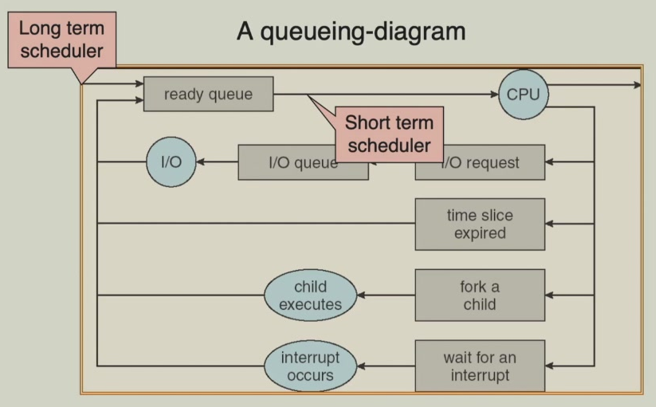 Long term
scheduler
A queueing-diagram
ready queue
CPU
Short term
scheduler
I/O
I/O queue
I/O request
time slice
expired
child
executes
fork a
child
interrupt
occurs
wait for an
interrupt